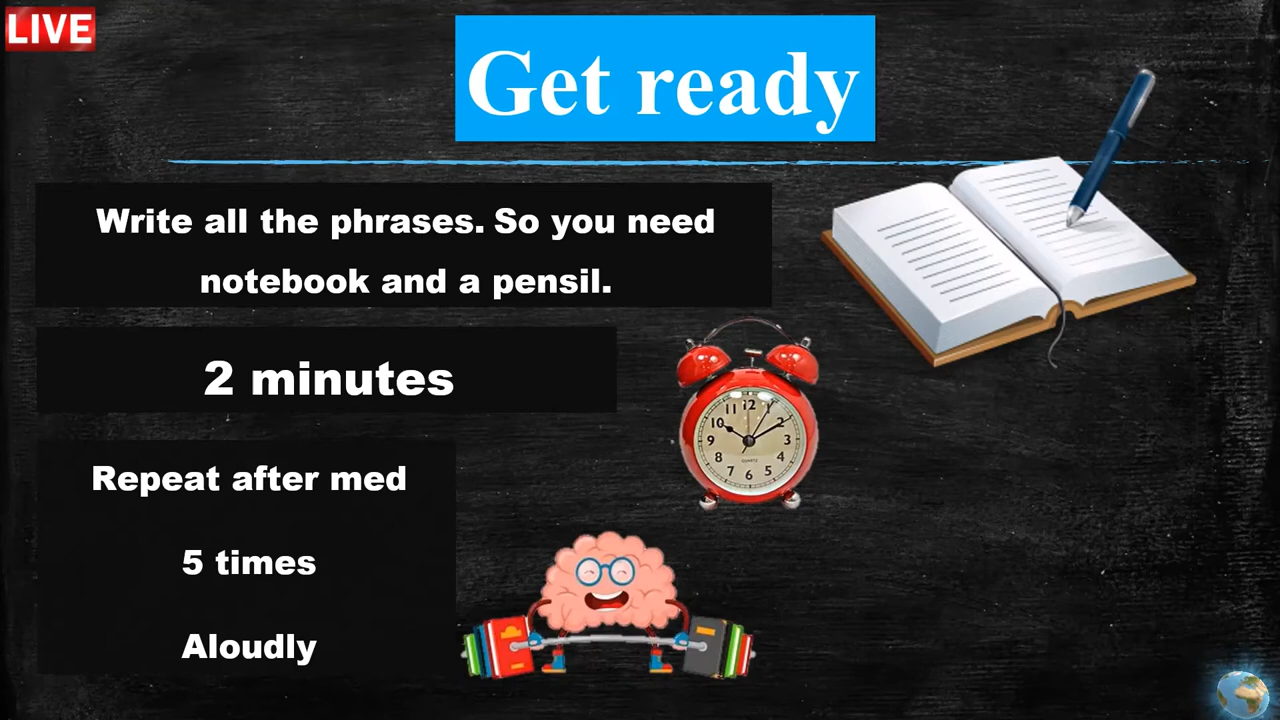 LIVE
Get ready
Write all the phrases. So you need
notebook and a pensil.
2 minutes
Repeat after med
5 times
Aloudly